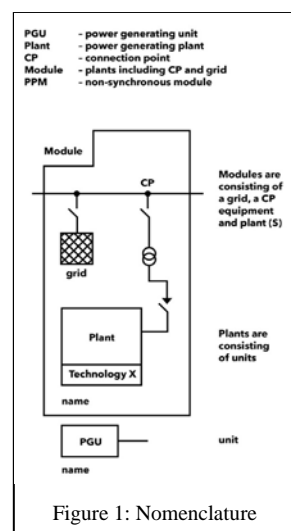 PGU - power generating unit
Plant - power generating plant
CP - connection point
Module - plants including CP and grid
PPM - non-synchronous module
Module
CP
Modules are
consisting of
a grid, a CP
equipment
and plant (S)
grid
Plant
Technology X
Plants are
consisting
of units
name
PGU
unit
name
Figure 1: Nomenclature